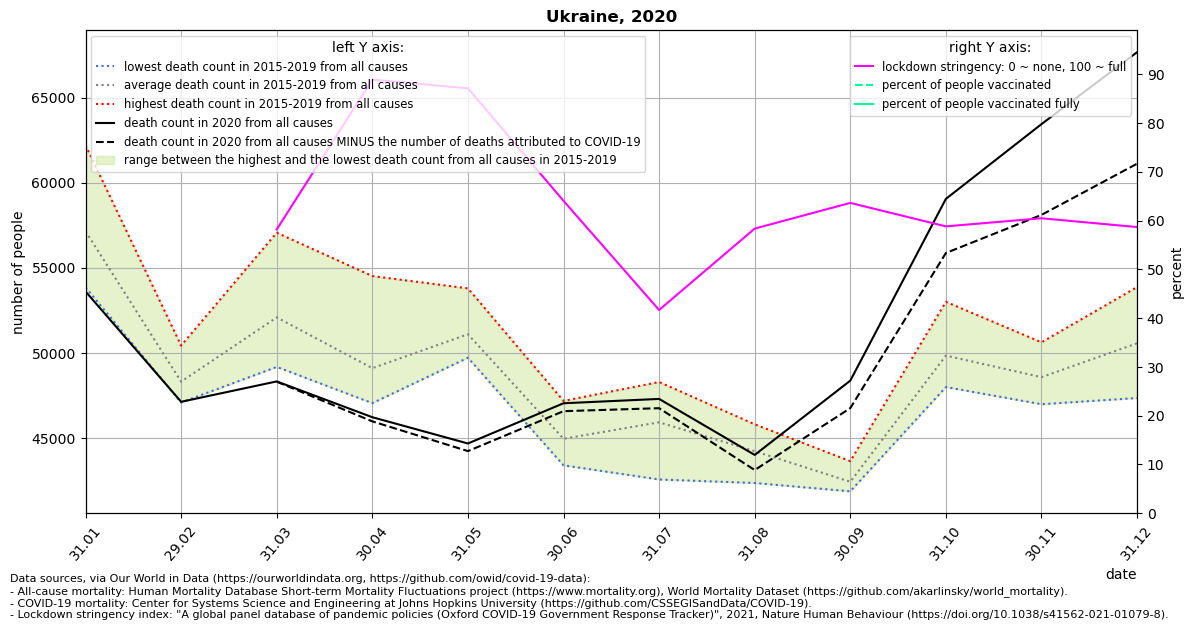 Ukraine, 2020
left Y axis:
lowest death count in 2015-2019 from all causes
average death count in 2015-2019 from all causes
highest death count in 2015-2019 from all causes
death count in 2020 from all causes
death count in 2020 from all causes MINUS the number of deaths attributed to COVID-19
range between the highest and the lowest death count from all causes in 2015-2019
right Y axis:
lockdown stringency: 0 ~ none, 100 ~ full
percent of people vaccinated
percent of people vaccinated fully
number of people
65000
60000
55000
50000
45000
90
80
70
60
50
40
30
20
10
0
percent
31.01
29.02
31.03
30.04
31.05
30.06
31.07
31.08
30.09
31.10
30.11
31.12
date
Data sources, via Our World in Data (https://ourworldindata.org, https://github.com/owid/covid-19-data):
- All-cause mortality: Human Mortality Database Short-term Mortality Fluctuations project (https://www.mortality.org), World Mortality Dataset (https://github.com/akarlinsky/world_mortality).
- COVID-19 mortality: Center for Systems Science and Engineering at Johns Hopkins University (https://github.com/CSSEGISandData/COVID-19).
- Lockdown stringency index: "A global panel database of pandemic policies (Oxford COVID-19 Government Response Tracker)", 2021, Nature Human Behaviour (https://doi.org/10.1038/s41562-021-01079-8).